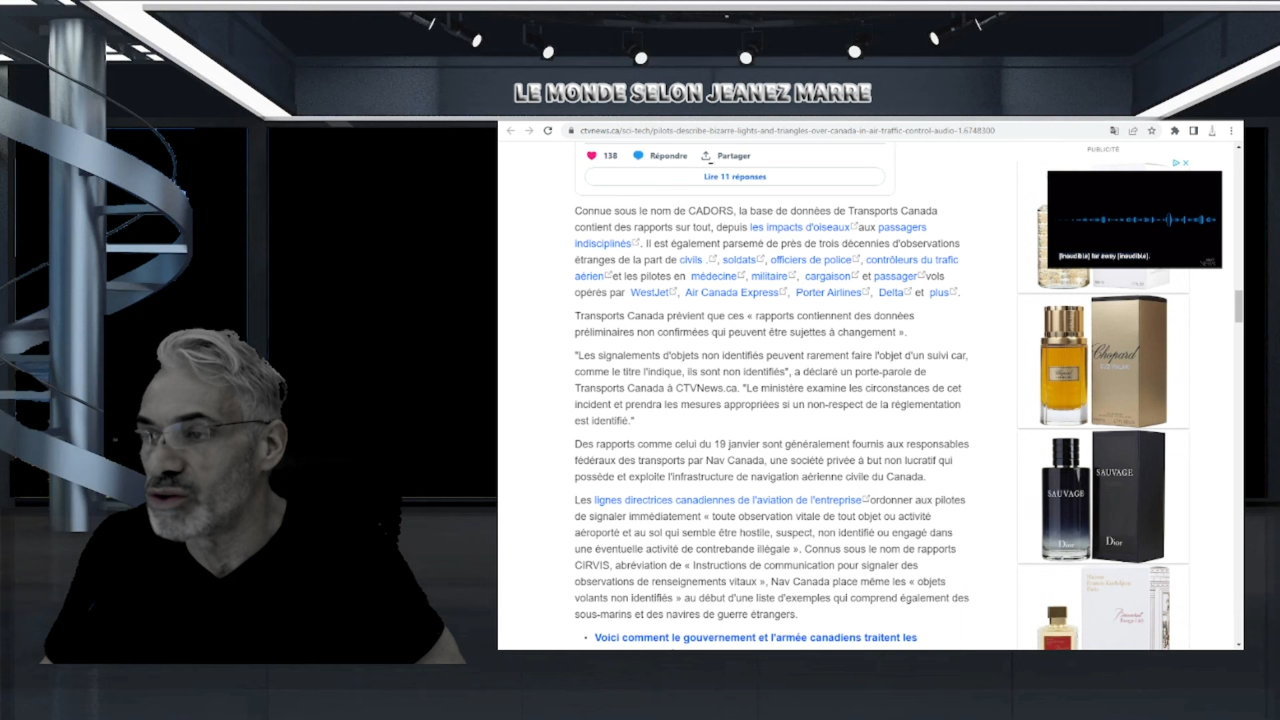 LE MONDE SELON JEANEZ MARRE
ctvnews.ca/sci-tech/pilots-describe-bizarre-lights-and-triangles-over-canada-in-air-traffic-control-audio-1.6748300
138 Répondre Partager
Lire 11 réponses
PUBLICITÉ
Connue sous le nom de CADORS, la base de données de Transports Canada
contient des rapports sur tout, depuis les impacts d'oiseaux aux passagers
indisciplinés. Il est également parsemé de près de trois décennies d'observations
étranges de la part de civils ., soldats, officiers de police, contrôleurs du trafic
aérien et les pilotes en médecine, militaire, cargaison et passager vols
opérés par WestJet, Air Canada Express, Porter Airlines, Delta et plus.
Transports Canada prévient que ces « rapports contiennent des données
préliminaires non confirmées qui peuvent être sujettes à changement ».
"Les signalements d'objets non identifiés peuvent rarement faire l'objet d'un suivi car,
comme le titre l'indique, ils sont non identifiés", a déclaré un porte-parole de
Transports Canada à CTVNews.ca. "Le ministère examine les circonstances de cet
incident et prendra les mesures appropriées si un non-respect de la réglementation
est identifié."
Des rapports comme celui du 19 janvier sont généralement fournis aux responsables
fédéraux des transports par Nav Canada, une société privée à but non lucratif qui
possède et exploite l'infrastructure de navigation aérienne civile du Canada.
Les lignes directrices canadiennes de l'aviation de l'entreprise ordonner aux pilotes
de signaler immédiatement « toute observation vitale de tout objet ou activité
aéroporté et au sol qui semble être hostile, suspect, non identifié ou engagé dans
une éventuelle activité de contrebande illégale ». Connus sous le nom de rapports
CIRVIS, abréviation de « Instructions de communication pour signaler des
observations de renseignements vitaux », Nav Canada place même les « objets
volants non identifiés » au début d'une liste d'exemples qui comprend également des
sous-marins et des navires de guerre étrangers.
• Voici comment le gouvernement et l'armée canadiens traitent les
[inaudible] far away [inaudible].
Chopard
SAUVAGE
SAUVAGE
Dior
Dior